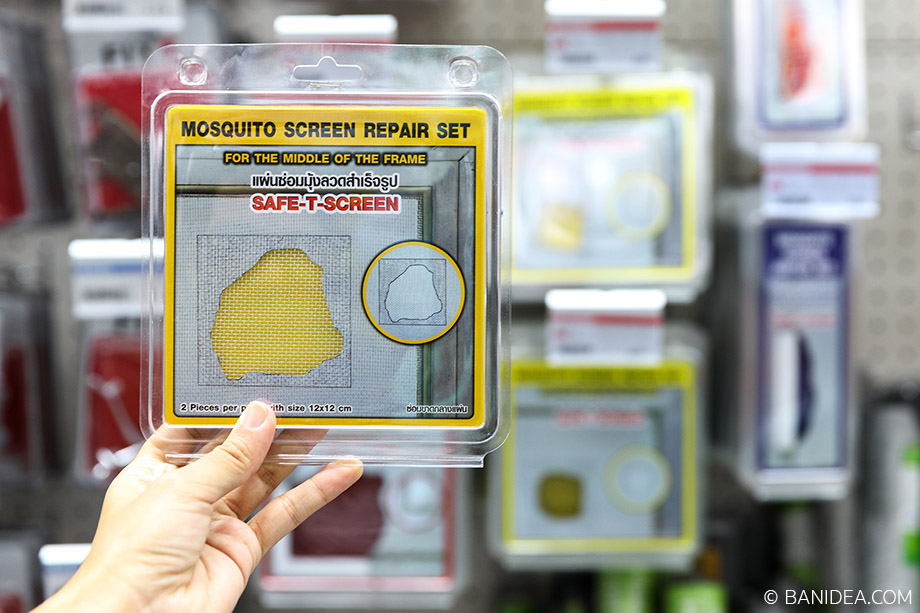 MOSQUITO SCREEN REPAIR SET
FOR THE MIDDLE OF THE FRAME
แผ่นซ่อมมุ้งลวดสำเร็จรูป
SAFE-T-SCREEN
2 Pieces per with size 12x12 cm
ซ่อมขาดกลางแผ่น
© BANIDEA.COM